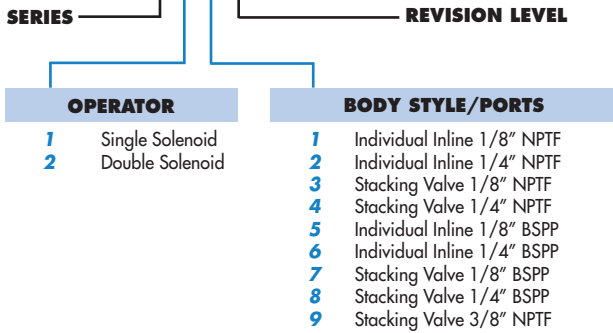 SERIES
REVISION LEVEL
OPERATOR
1 Single Solenoid
2 Double Solenoid
BODY STYLE/PORTS
1 Individual Inline 1/8” NPTF
2 Individual Inline 1/4” NPTF
3 Stacking Valve 1/8” NPTF
4 Stacking Valve 1/4” NPTF
5 Individual Inline 1/8” BSPP
6 Individual Inline 1/4” BSPP
7 Stacking Valve 1/8” BSPP
8 Stacking Valve 1/4” BSPP
9 Stacking Valve 3/8” NPTF